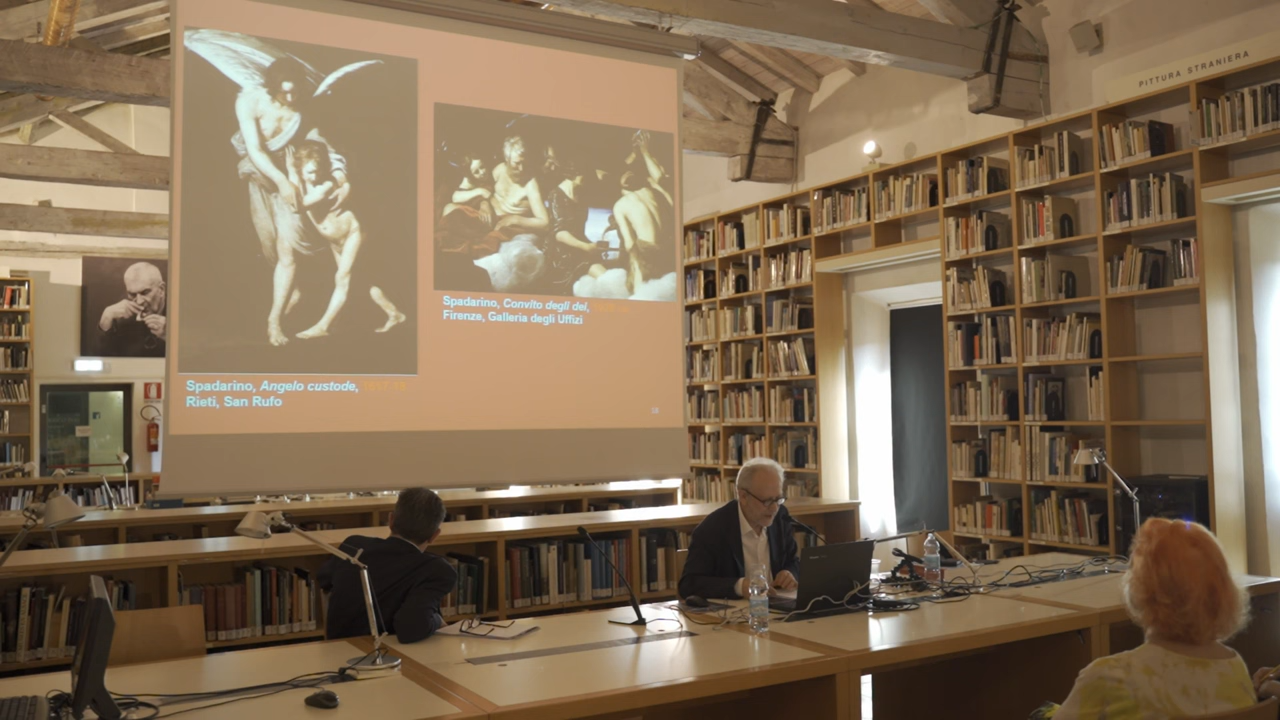 PITTURA STRANIERA
Spadarino, Convito degli dei,
Firenze, Galleria degli Uffizi
Spadarino, Angelo custode,
Rieti, San Rufo